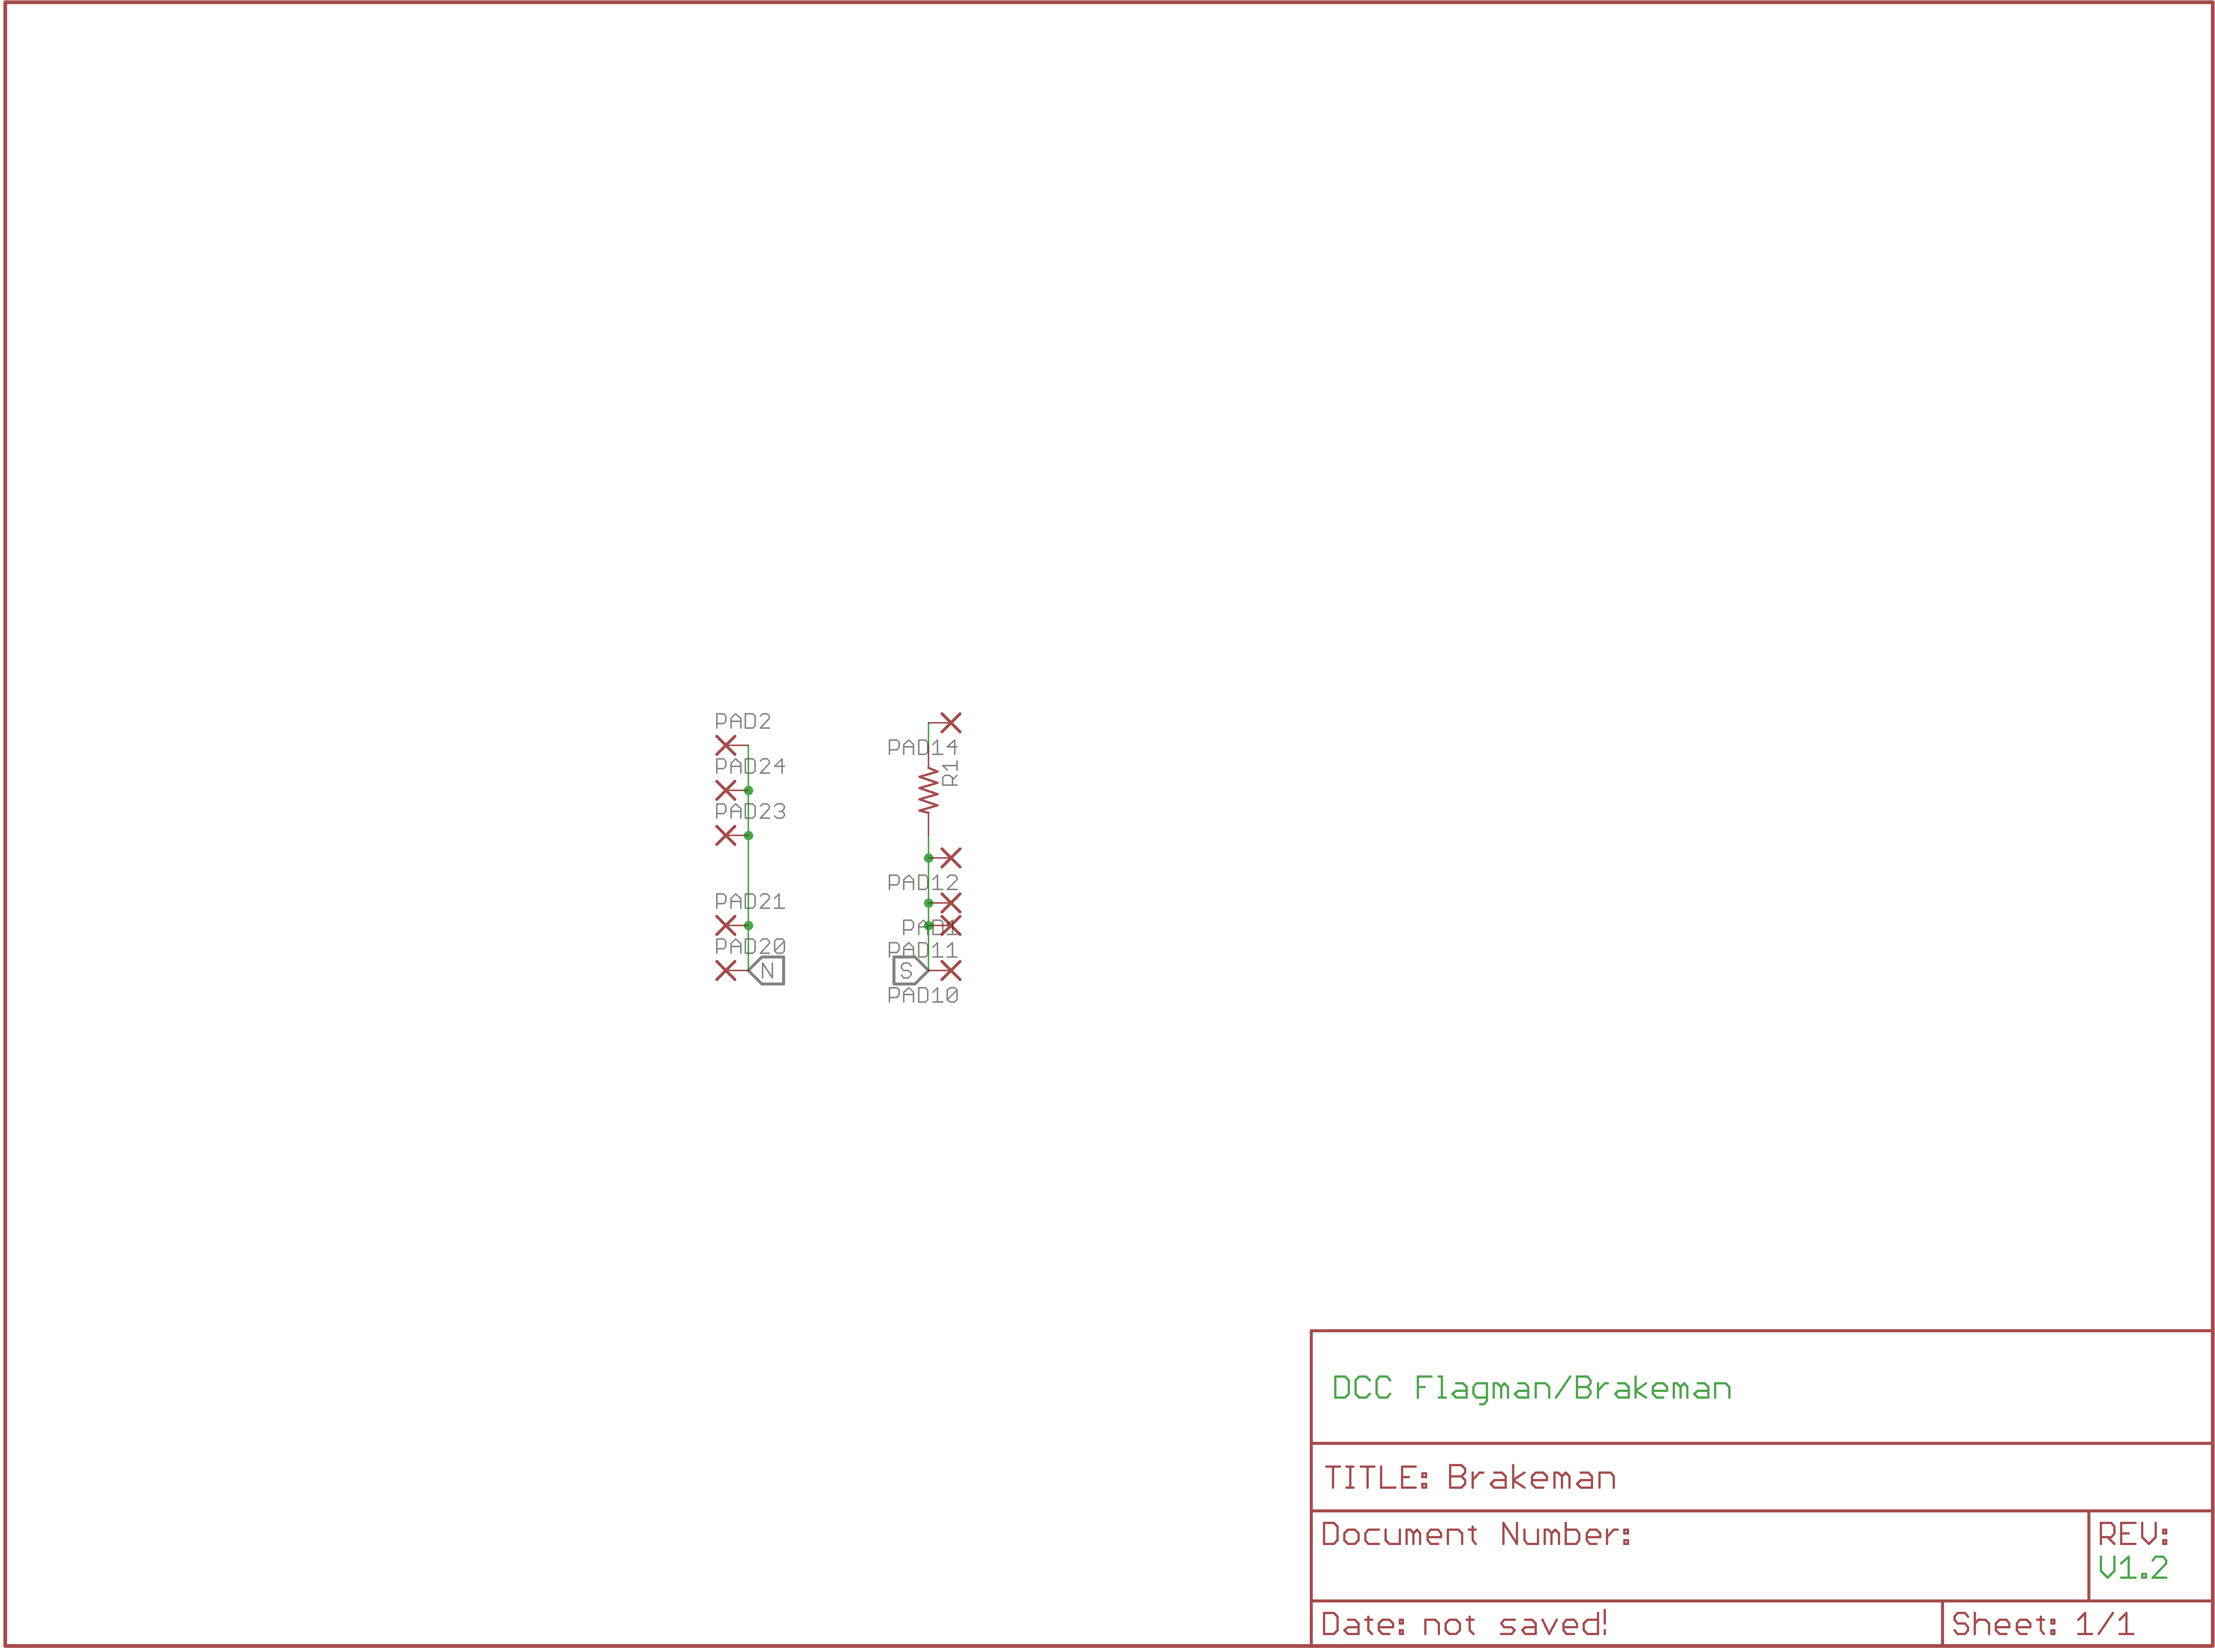 PAD2
PAD14
PAD24
R1
PAD23
PAD12
PAD21
PAD1
PAD20
PAD11
N
S
PAD10
DCC Flagman/Brakeman
TITLE: Brakeman
Document Number:
REV:
V1.2
Date: not saved!
Sheet: 1/1